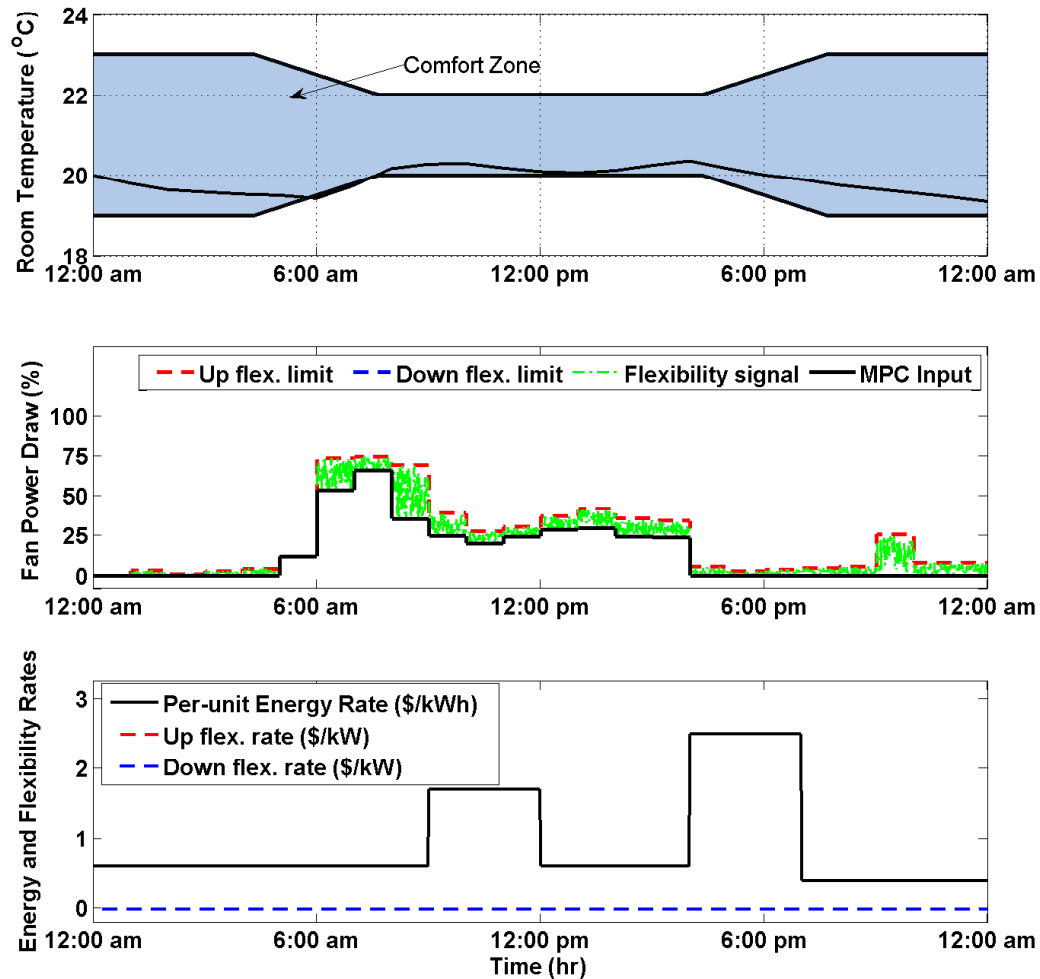 Room Temperature (°C)
24
22
20
18
Comfort Zone
12:00 am 6:00 am 12:00 pm 6:00 pm 12:00 am
Fan Power Draw (%)
Up flex. limit Down flex. limit Flexibility signal MPC Input
100
75
50
25
0
12:00 am 6:00 am 12:00 pm 6:00 pm 12:00 am
Energy and Flexibility Rates
3
2
1
0
Per-unit Energy Rate ($/kWh)
Up flex. rate ($/kW)
Down flex. rate ($/kW)
12:00 am 6:00 am 12:00 pm 6:00 pm 12:00 am
Time (hr)